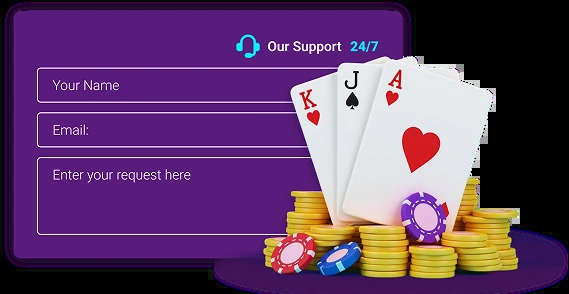 Our Support 24/7
Your Name
Email:
Enter your request here
K
J
A